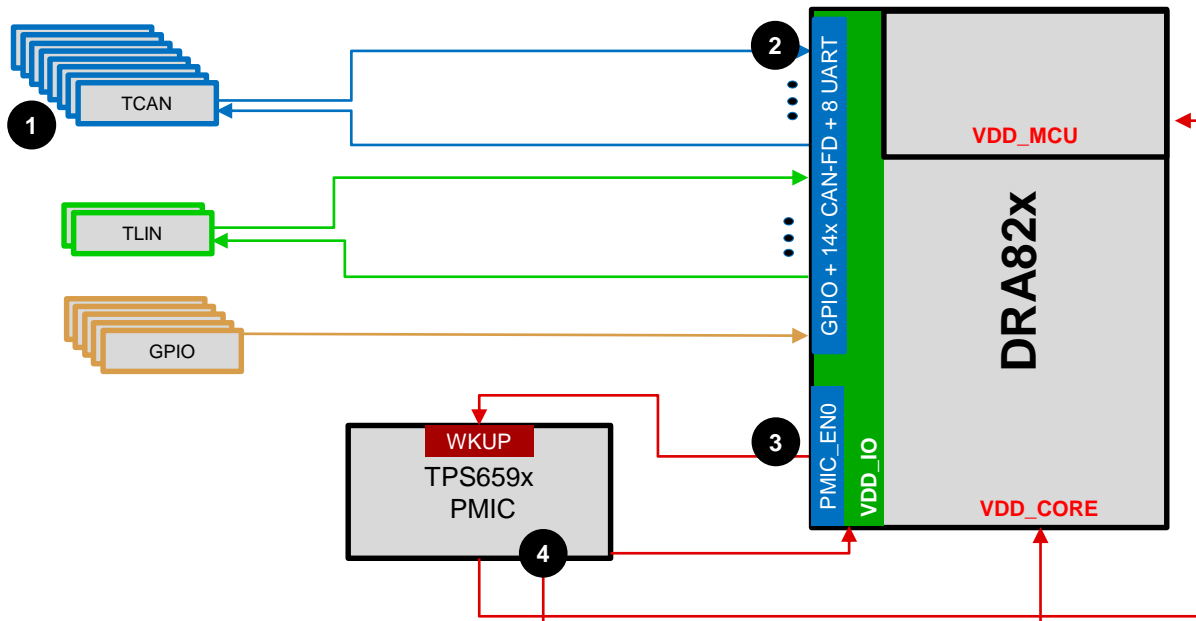 TCAN
1
2
GPIO + 14x CAN-FD + 8 UART
VDD_MCU
TLIN
DRA82x
GPIO
WKUP
TPS659x
PMIC
3
PMIC_EN0
VDD_IO
VDD_CORE
4